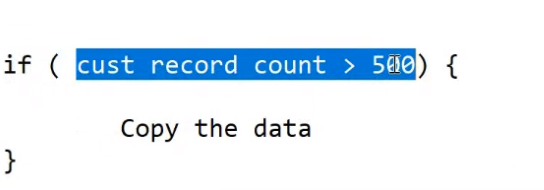 if ( cust record count > 500) {
Copy the data
}